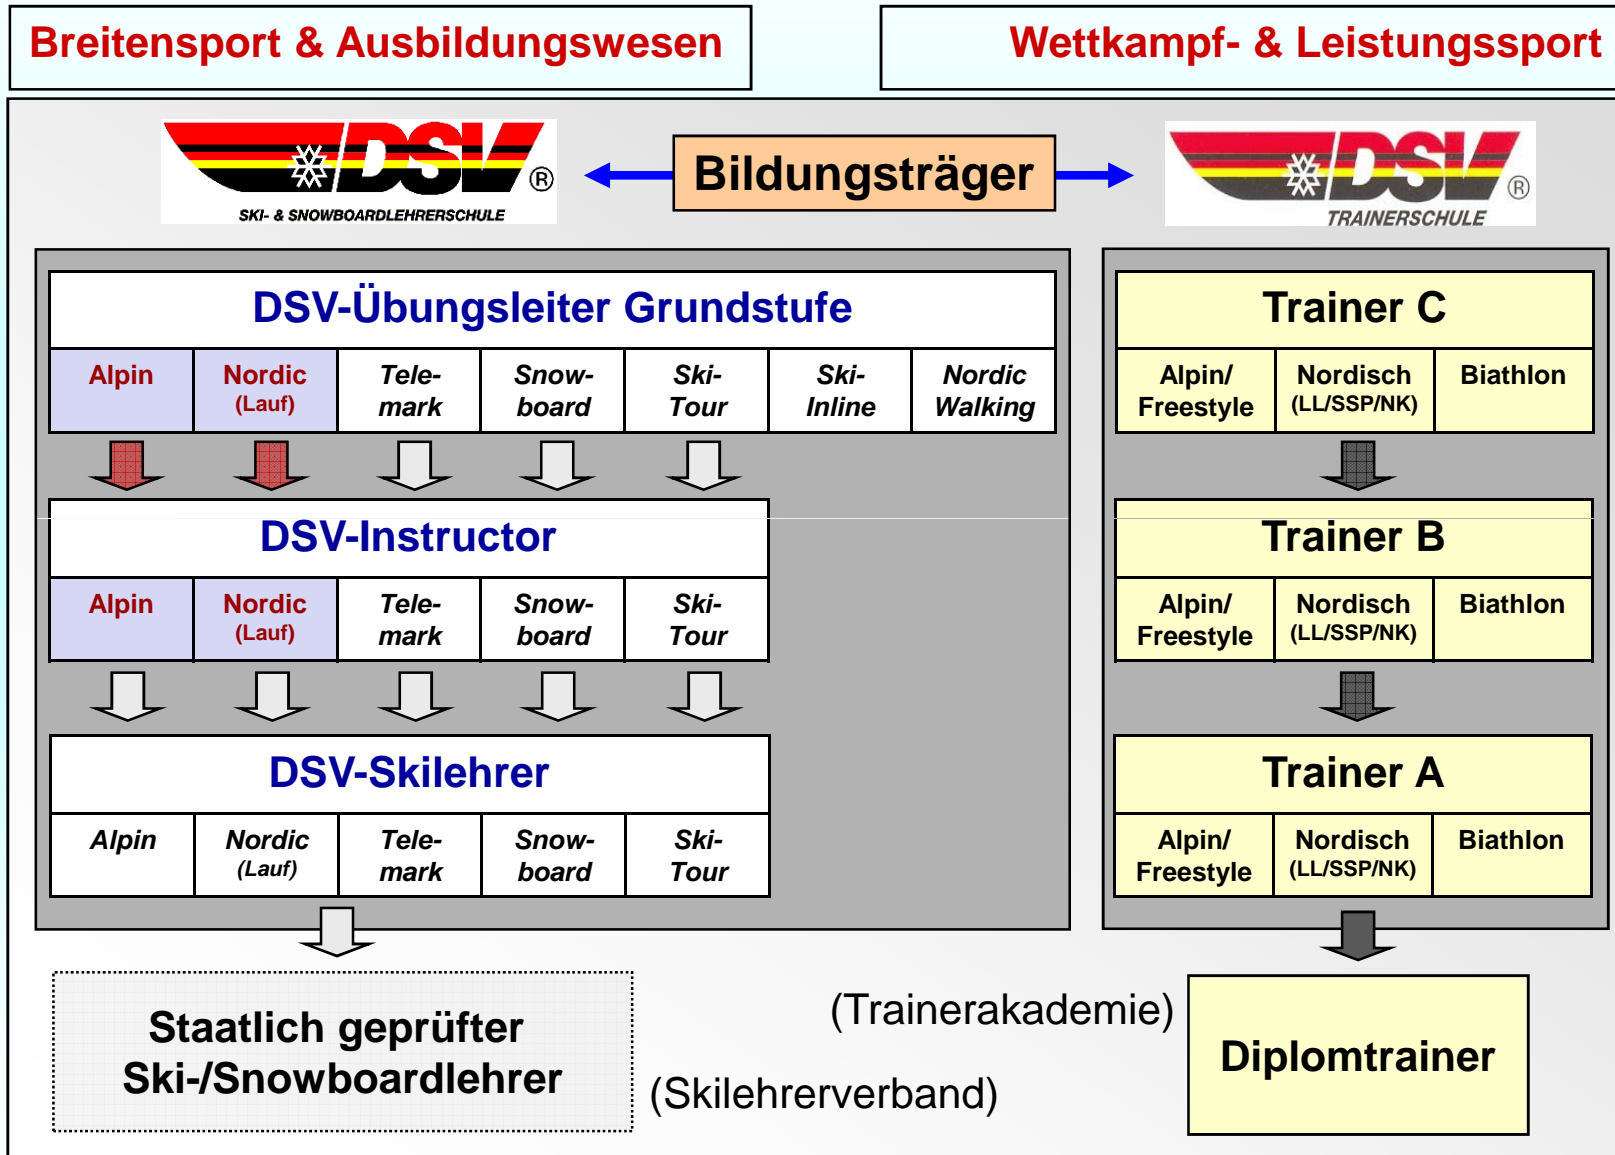 Breitensport & Ausbildungswesen
Wettkampf- & Leistungssport
DSV ®
SKI- & SNOWBOARDLEHRERSCHULE
Bildungsträger
DSV ®
TRAINERSCHULE
DSV-Übungsleiter Grundstufe
Alpin
Nordic
(Lauf)
Tele-
mark
Snow-
board
Ski-
Tour
Ski-
Inline
Nordic
Walking
DSV-Instructor
Alpin
Nordic
(Lauf)
Tele-
mark
Snow-
board
Ski-
Tour
DSV-Skilehrer
Alpin
Nordic
(Lauf)
Tele-
mark
Snow-
board
Ski-
Tour
Staatlich geprüfter
Ski-/Snowboardlehrer
(Skilehrerverband)
Trainer C
Alpin/
Freestyle
Nordisch
(LL/SSP/NK)
Biathlon
Trainer B
Alpin/
Freestyle
Nordisch
(LL/SSP/NK)
Biathlon
Trainer A
Alpin/
Freestyle
Nordisch
(LL/SSP/NK)
Biathlon
(Trainerakademie)
Diplomtrainer